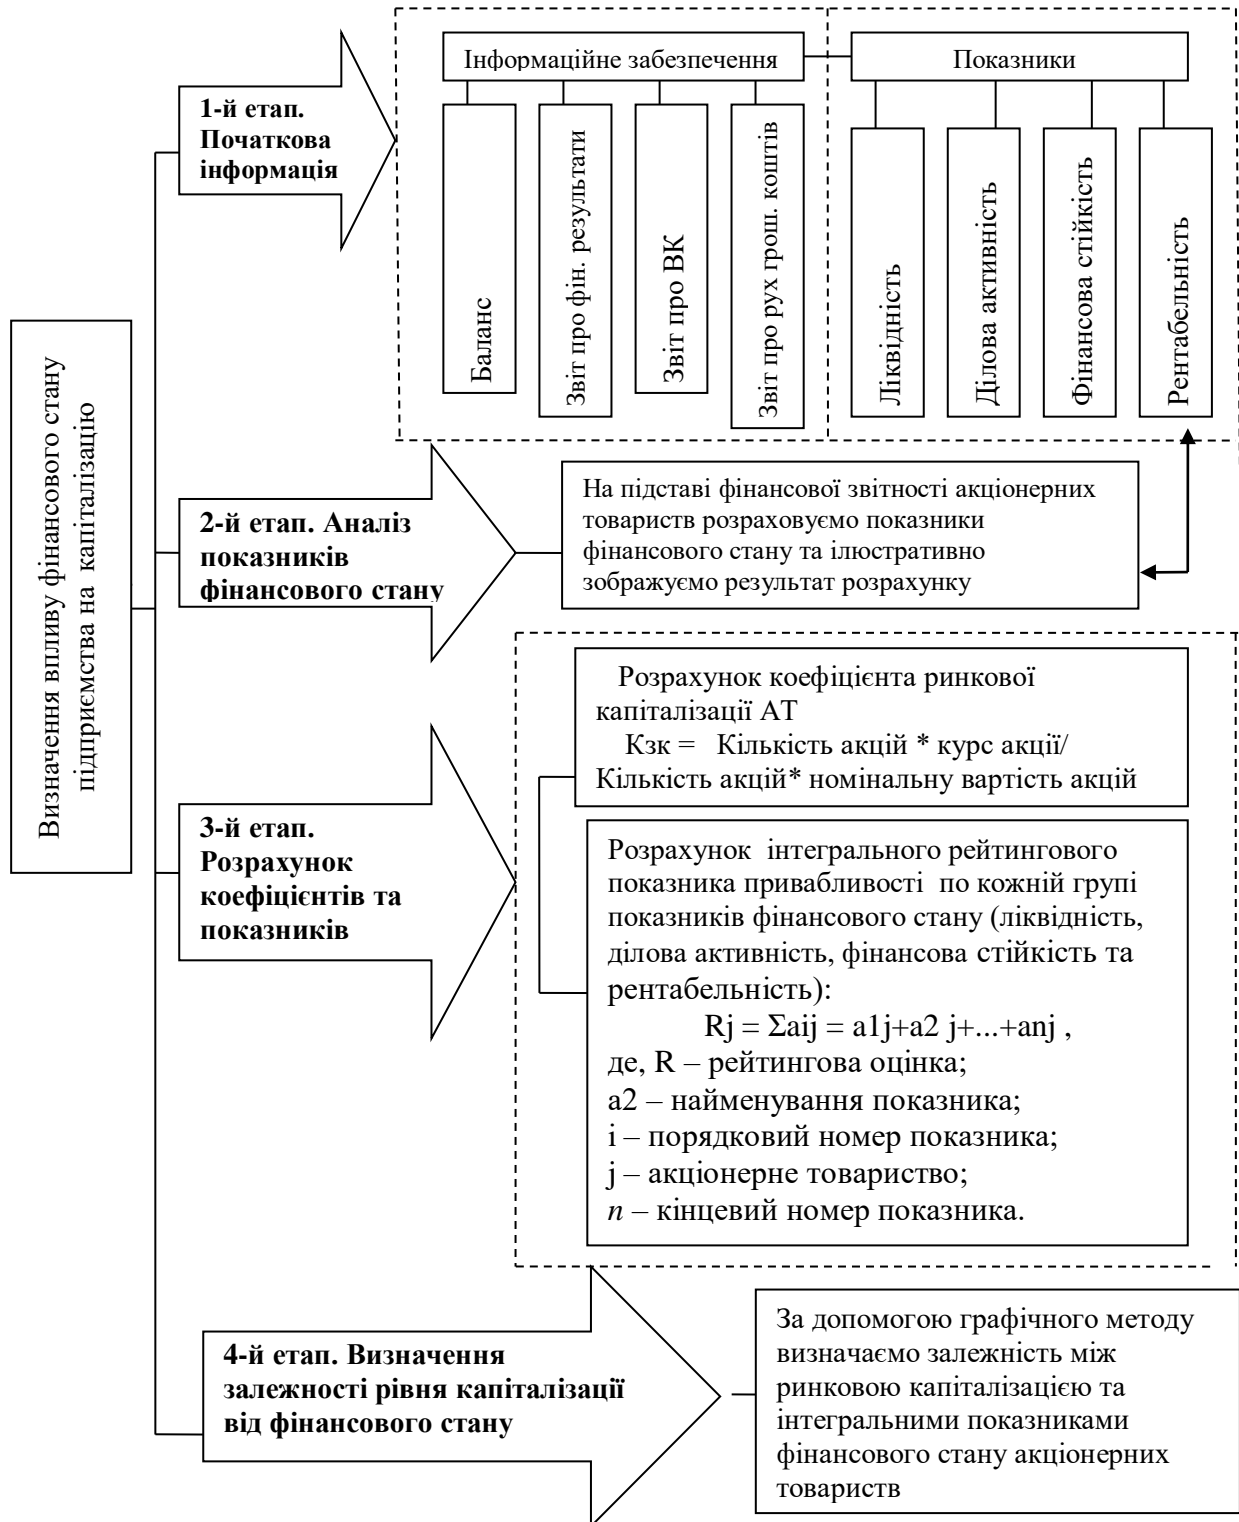 Визначення впливу фінансового стану
підприємства на капіталізацію
1-й етап.
Початкова
інформація
Інформаційне забезпечення
Показники
Баланс
Звіт про фін. результати
Звіт про ВК
Звіт про рух грош. коштів
Ліквідність
Ділова активність
Фінансова стійкість
Рентабельність
2-й етап. Аналіз
показників
фінансового стану
На підставі фінансової звітності акціонерних
товариств розраховуємо показники
фінансового стану та ілюстративно
зображуємо результат розрахунку
3-й етап.
Розрахунок
коефіцієнтів та
показників
Розрахунок коефіцієнта ринкової
капіталізації АТ
Кзк = Кількість акцій * курс акції/
Кількість акцій* номінальну вартість акцій
Розрахунок інтегрального рейтингового
показника привабливості по кожній групі
показників фінансового стану (ліквідність,
ділова активність, фінансова стійкість та
рентабельність):
Rj = Σaij = a1j+a2 j+...+anj ,
де, R – рейтингова оцінка;
a2 – найменування показника;
i – порядковий номер показника;
j – акціонерне товариство;
n – кінцевий номер показника.
4-й етап. Визначення
залежності рівня капіталізації
від фінансового стану
За допомогою графічного методу
визначаємо залежність між
ринковою капіталізацією та
інтегральними показниками
фінансового стану акціонерних
товариств